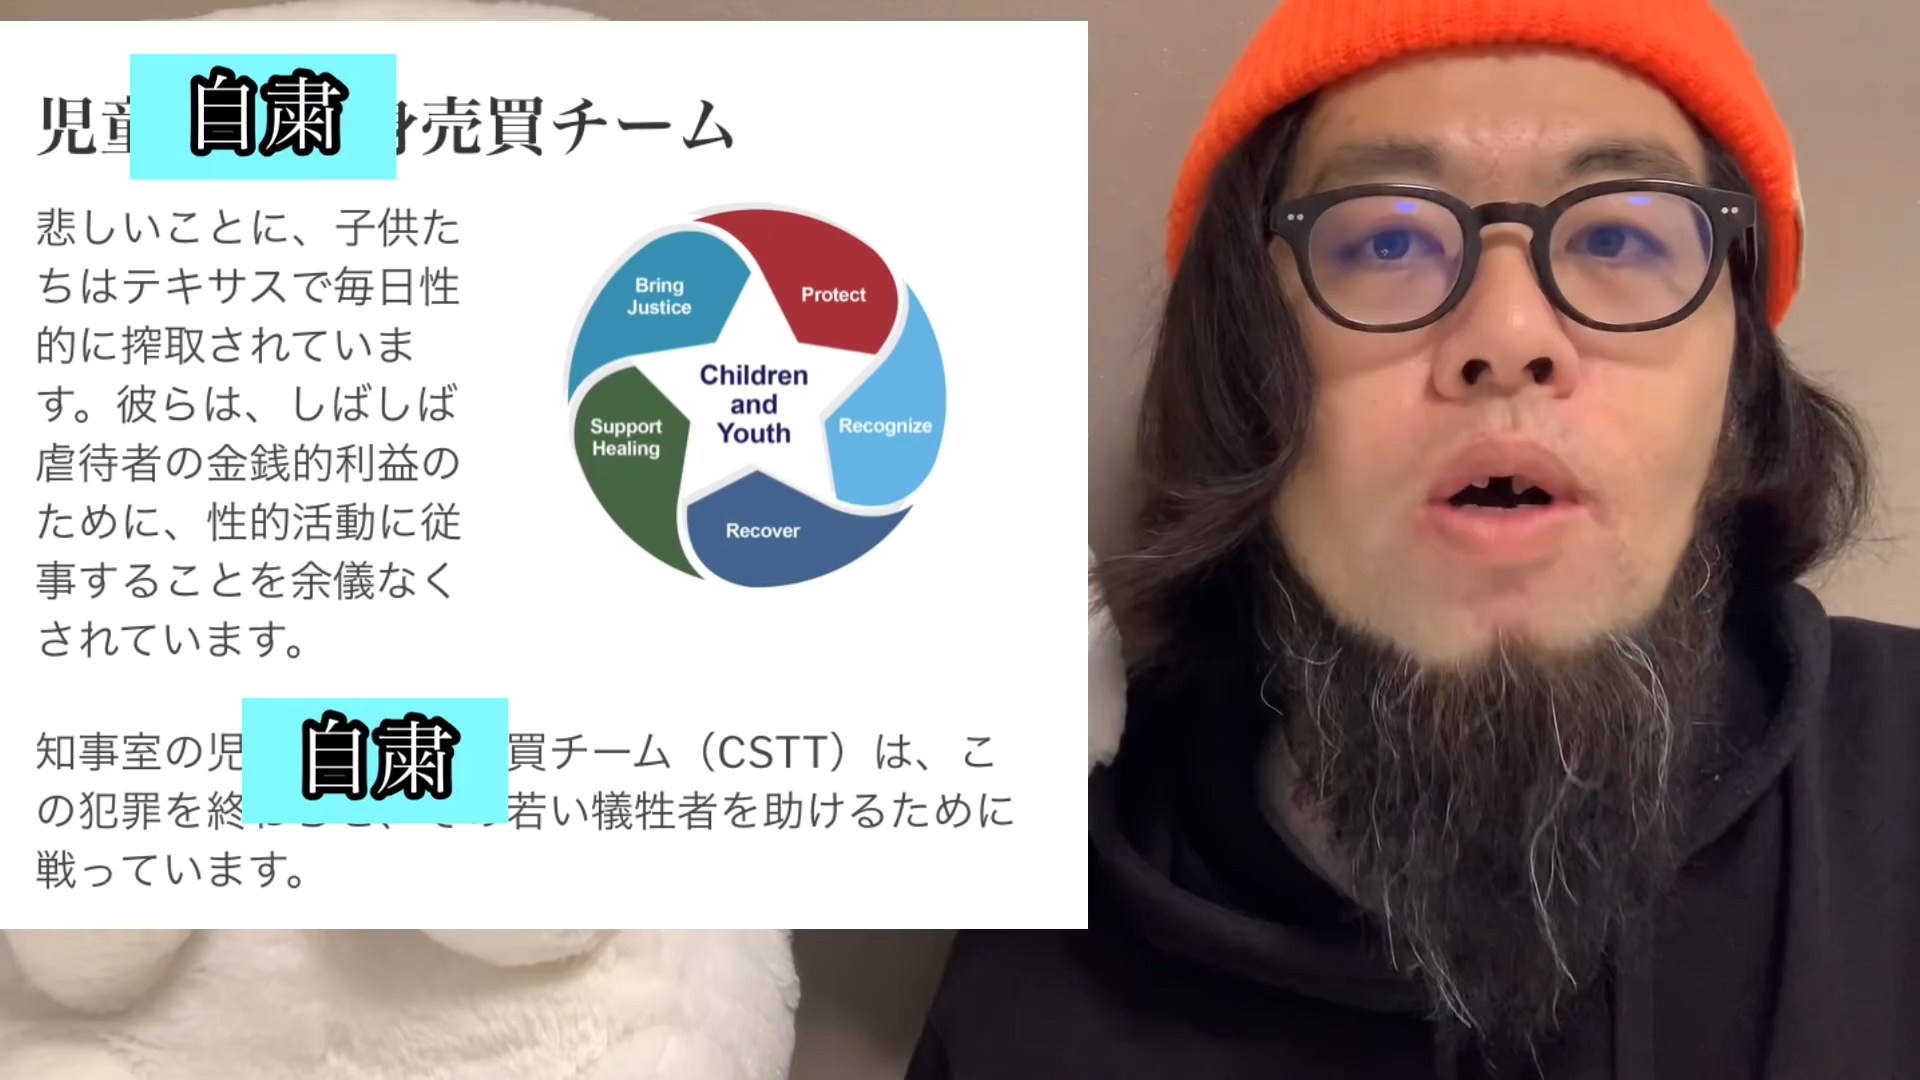 児童 自粛 売買チーム
悲しいことに、子供た
ちはテキサスで毎日性
的に搾取されていま
す。彼らは、しばしば
虐待者の金銭的利益の
ために、性的活動に従
事することを余儀なく
されています。
Bring
Justice
Protect
Children
and
Youth
Recognize
Support
Healing
Recover
知事室の児 自粛 買チーム（CSTT）は、こ
の犯罪を終 若い犠牲者を助けるために
戦っています。